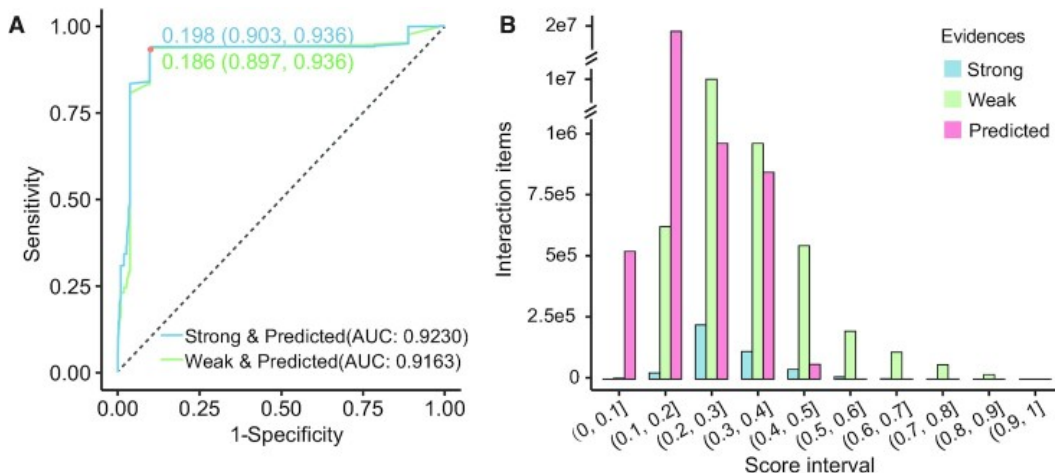 A
1.00
0.75
0.50
0.25
0.00
Sensitivity
0.198 (0.903, 0.936)
0.186 (0.897, 0.936)
Strong & Predicted(AUC: 0.9230)
Weak & Predicted(AUC: 0.9163)
0.00 0.25 0.50 0.75 1.00
1-Specificity
B
2e7
1e7
1e6
7.5e5
5e5
2.5e5
0
Interaction items
Evidences
Strong
Weak
Predicted
(0, 0.1] (0.1, 0.2] (0.2, 0.3] (0.3, 0.4] (0.4, 0.5] (0.5, 0.6] (0.6, 0.7] (0.7, 0.8] (0.8, 0.9] (0.9, 1]
Score interval